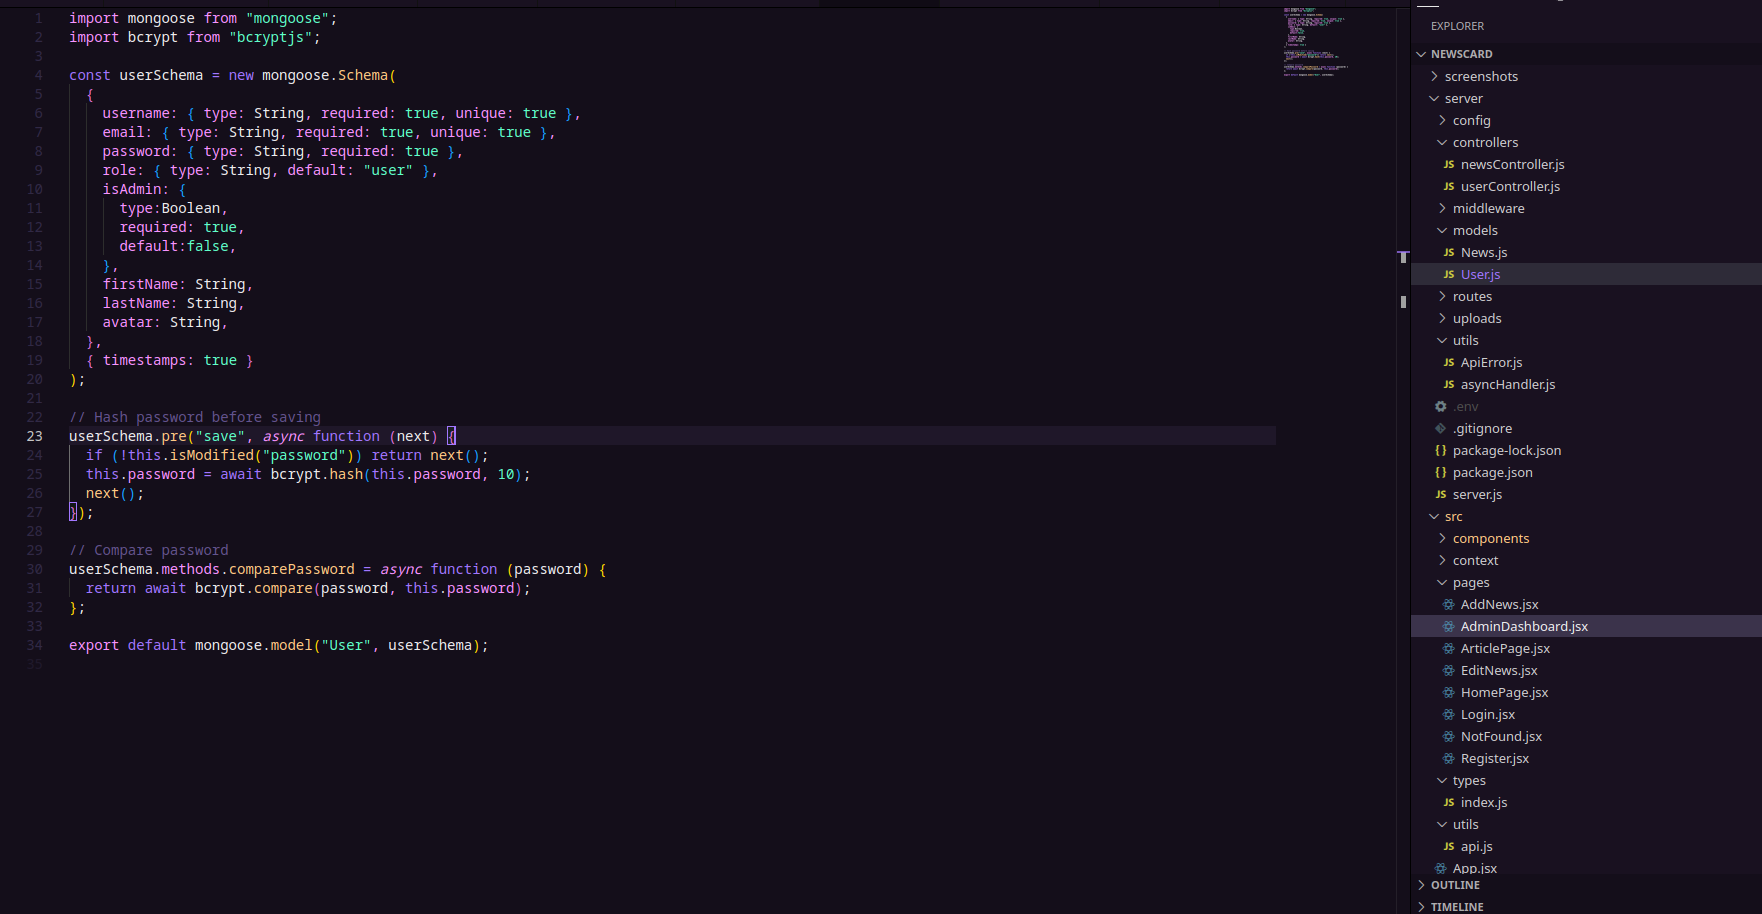 1 import mongoose from "mongoose";
2 import bcrypt from "bcryptjs";
3
4 const userSchema = new mongoose.Schema(
5 {
6 username: { type: String, required: true, unique: true },
7 email: { type: String, required: true, unique: true },
8 password: { type: String, required: true },
9 role: { type: String, default: "user" },
10 isAdmin: {
11 type:Boolean,
12 required: true,
13 default:false,
14 },
15 firstName: String,
16 lastName: String,
17 avatar: String,
18 },
19 { timestamps: true }
20 );
21
22 // Hash password before saving
23 userSchema.pre("save", async function (next) {
24 if (!this.isModified("password")) return next();
25 this.password = await bcrypt.hash(this.password, 10);
26 next();
27 });
28
29 // Compare password
30 userSchema.methods.comparePassword = async function (password) {
31 return await bcrypt.compare(password, this.password);
32 };
33
34 export default mongoose.model("User", userSchema);
35
EXPLORER
NEWSCARD
screenshots
server
config
controllers
JS newsController.js
JS userController.js
middleware
models
JS News.js
JS User.js
routes
uploads
utils
JS ApiError.js
JS asyncHandler.js
.env
.gitignore
{} package-lock.json
{} package.json
JS server.js
src
components
context
pages
AddNews.jsx
AdminDashboard.jsx
ArticlePage.jsx
EditNews.jsx
HomePage.jsx
Login.jsx
NotFound.jsx
Register.jsx
types
JS index.js
utils
JS api.js
App.jsx
OUTLINE
TIMELINE